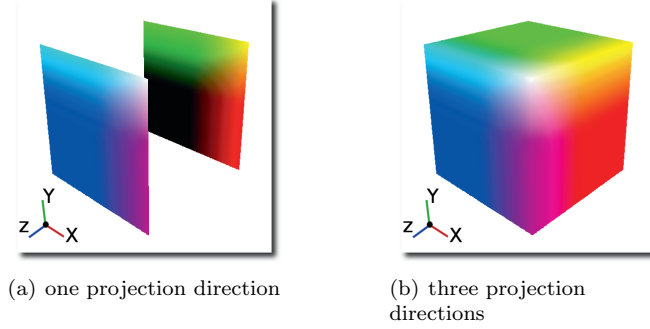 Y
Z
X
(a) one projection direction
Y
Z
X
(b) three projection
directions